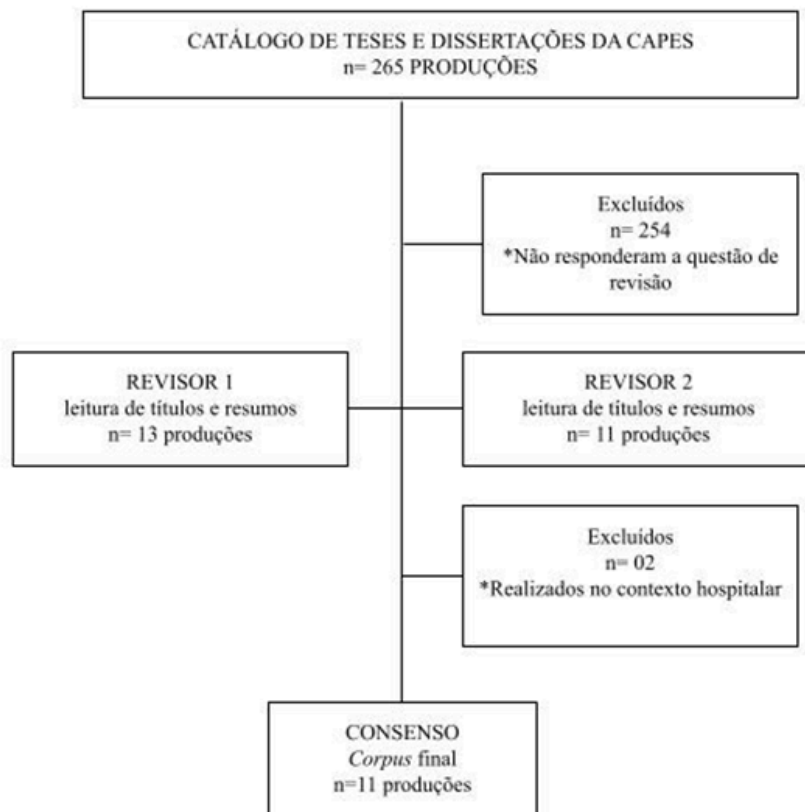 CATÁLOGO DE TESES E DISSERTAÇÕES DA CAPES
n= 265 PRODUÇÕES
Excluídos
n= 254
*Não responderam a questão de
revisão
REVISOR 1
leitura de títulos e resumos
n= 13 produções
REVISOR 2
leitura de títulos e resumos
n= 11 produções
Excluídos
n= 02
*Realizados no contexto hospitalar
CONSENSO
Corpus final
n=11 produções